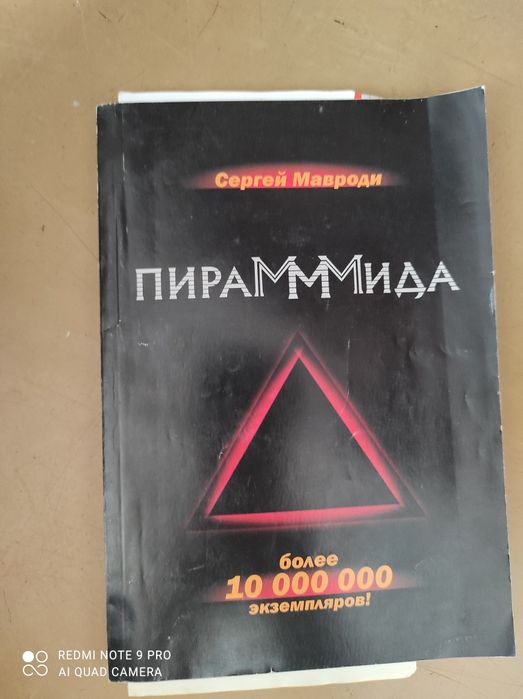 Сергей Мавроди
ПИРАМММИДА
более
10 000 000
экземпляров!
REDMI NOTE 9 PRO
AI QUAD CAMERA